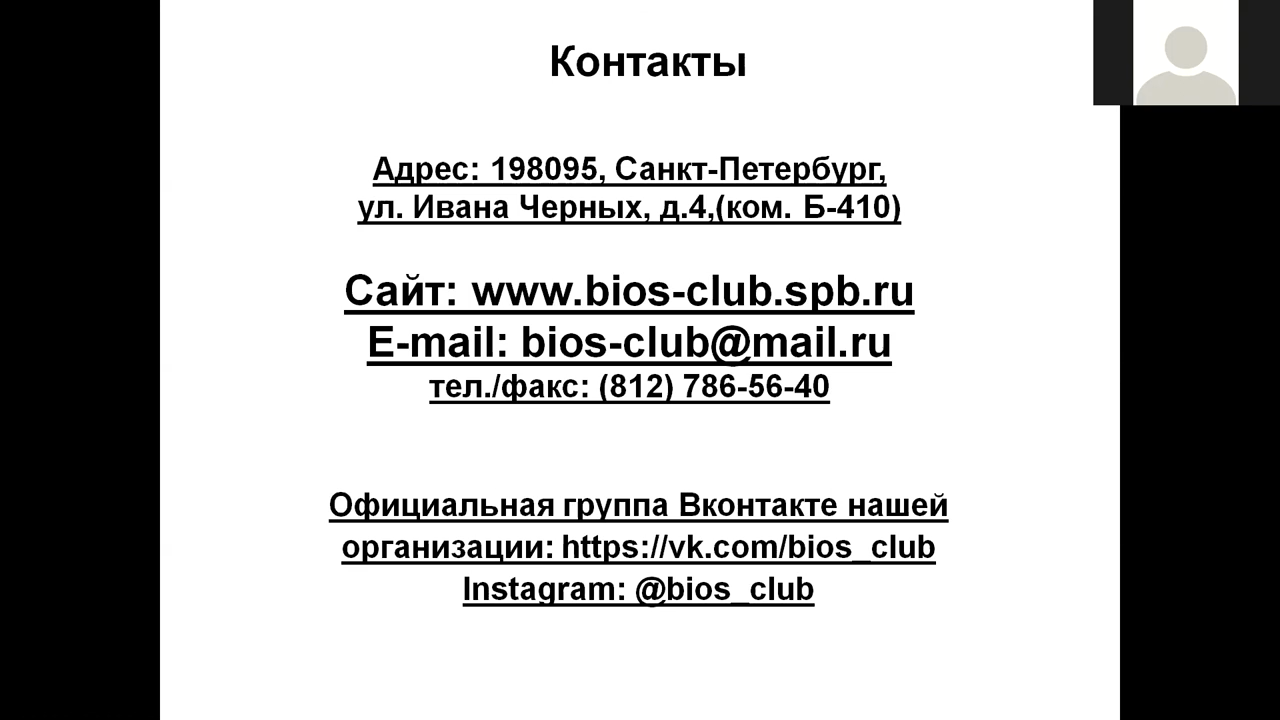 Контакты
Адрес: 198095, Санкт-Петербург,
ул. Ивана Черных, д.4,(ком. Б-410)
Сайт: www.bios-club.spb.ru
E-mail: bios-club@mail.ru
тел./факс: (812) 786-56-40
Официальная группа Вконтакте нашей
организации: https://vk.com/bios_club
Instagram: @bios_club